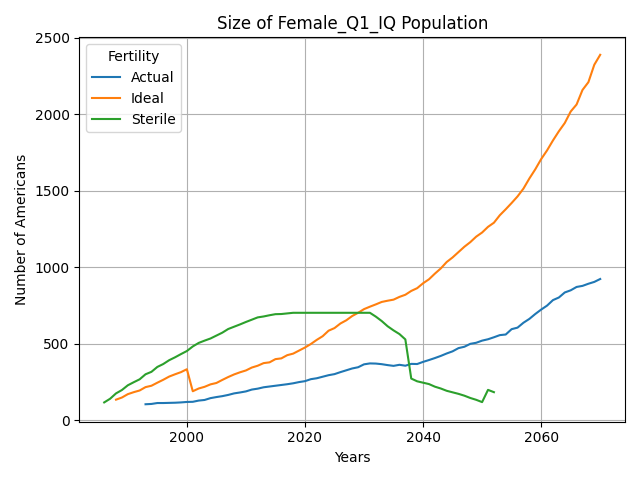 Size of Female_Q1_IQ Population
Number of Americans
2500
2000
1500
1000
500
0
Fertility
Actual
Ideal
Sterile
2000
2020
2040
2060
Years